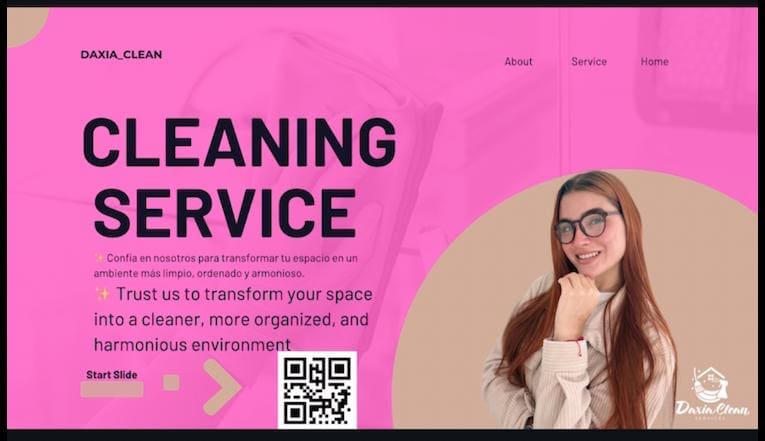 DAXIA_CLEAN
About Service Home
CLEANING
SERVICE
✨ Confía en nosotros para transformar tu espacio en un
ambiente más limpio, ordenado y armonioso.
✨ Trust us to transform your space
into a cleaner, more organized, and
harmonious environment
Start Slide
Daxia Clean
SERVICES